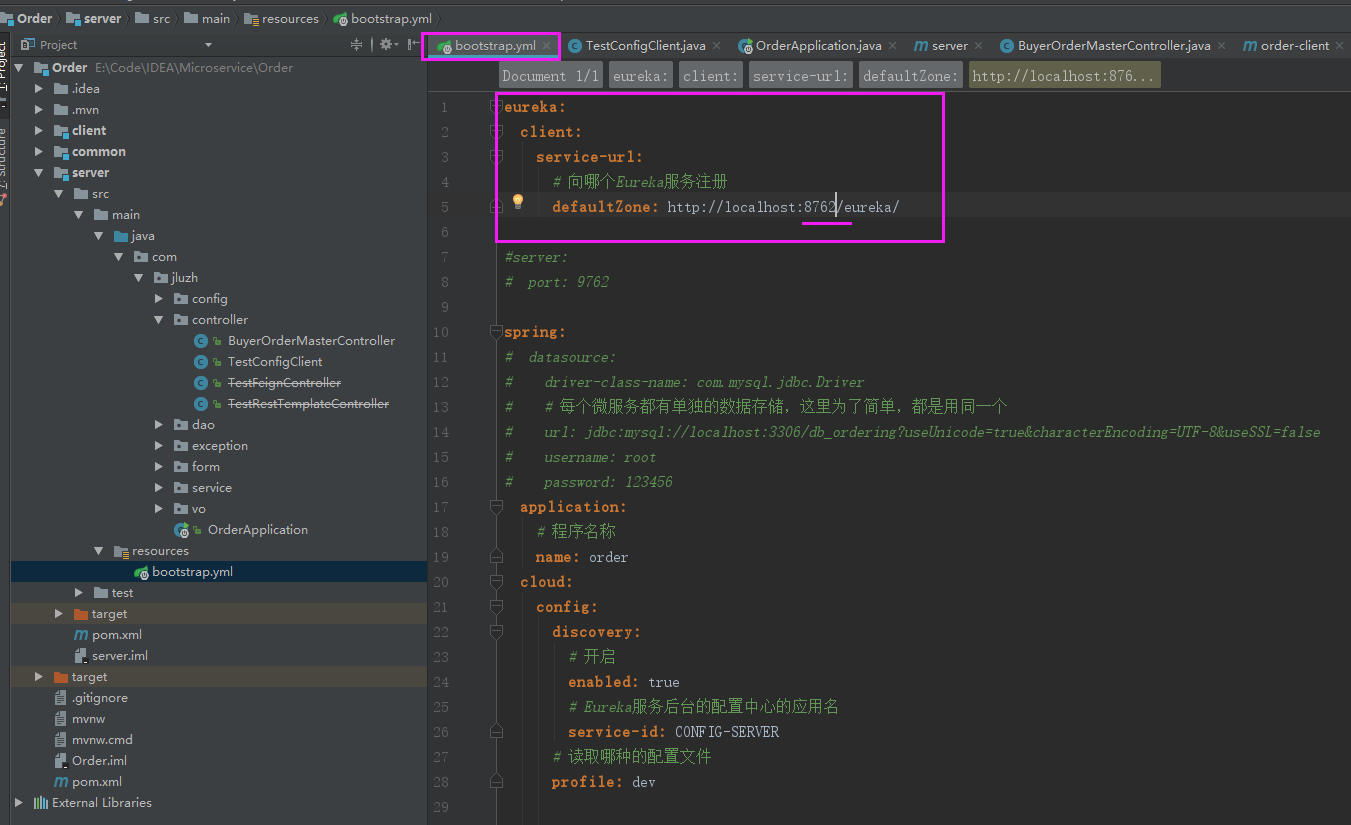 Order server src main resources bootstrap.yml
Project
bootstrap.yml TestConfigClient.java OrderApplication.java server BuyerOrderMasterController.java order-client
1: Project
7: Structure
Order E:\Code\IDEA\Microservice\Order
.idea
.mvn
client
common
server
src
main
java
com
jluzh
config
controller
BuyerOrderMasterController
TestConfigClient
TestFeignController
TestRestTemplateController
dao
exception
form
service
vo
OrderApplication
resources
bootstrap.yml
test
target
pom.xml
server.iml
target
.gitignore
mvnw
mvnw.cmd
Order.iml
pom.xml
External Libraries
Document 1/1 eureka: client: service-url: defaultZone: http://localhost:876...
1 eureka:
2 client:
3 service-url:
4 # 向哪个Eureka服务注册
5 defaultZone: http://localhost:8762/eureka/
6
7 #server:
8 # port: 9762
9
10 spring:
11 # datasource:
12 # driver-class-name: com.mysql.jdbc.Driver
13 # # 每个微服务都有单独的数据存储，这里为了简单，都是用同一个
14 # url: jdbc:mysql://localhost:3306/db_ordering?useUnicode=true&characterEncoding=UTF-8&useSSL=false
15 # username: root
16 # password: 123456
17 application:
18 # 程序名称
19 name: order
20 cloud:
21 config:
22 discovery:
23 # 开启
24 enabled: true
25 # Eureka服务后台的配置中心的应用名
26 service-id: CONFIG-SERVER
27 # 读取哪种的配置文件
28 profile: dev
29